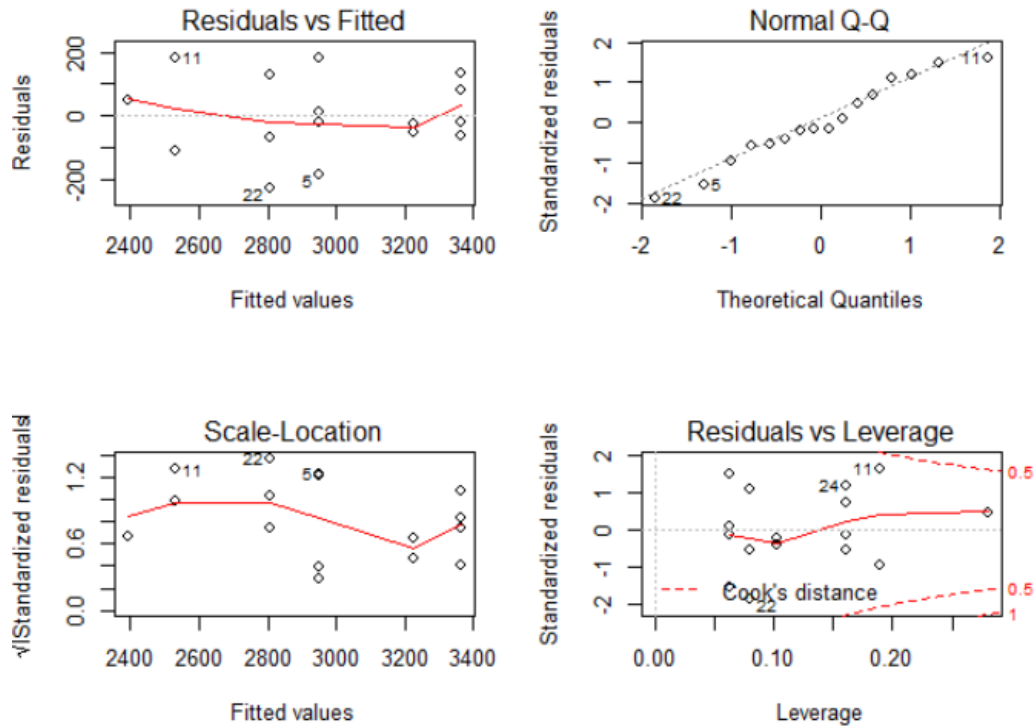 Residuals vs Fitted
Residuals
200
0
-200
11
22
5
2400 2600 2800 3000 3200 3400
Fitted values
Normal Q-Q
Standardized residuals
2
1
0
-1
-2
11
5
22
-2 -1 0 1 2
Theoretical Quantiles
Scale-Location
√|Standardized residuals|
1.2
0.6
0.0
11
22
5
2400 2600 2800 3000 3200 3400
Fitted values
Residuals vs Leverage
Standardized residuals
2
1
0
-1
-2
11
24
22
0.5
0.5
1
Cook's distance
0.00 0.10 0.20
Leverage